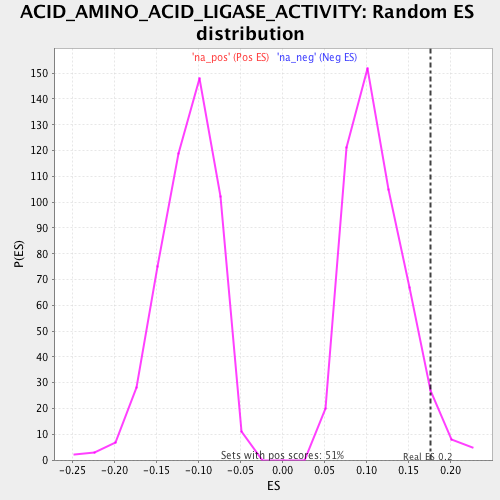 ACID_AMINO_ACID_LIGASE_ACTIVITY: Random ES
distribution
'na_pos' (Pos ES) 'na_neg' (Neg ES)
P(ES)
150
140
130
120
110
100
90
80
70
60
50
40
30
20
10
0
Sets with pos scores: 51%
Real ES 0.2
-0.25 -0.20 -0.15 -0.10 -0.05 0.00 0.05 0.10 0.15 0.20
ES